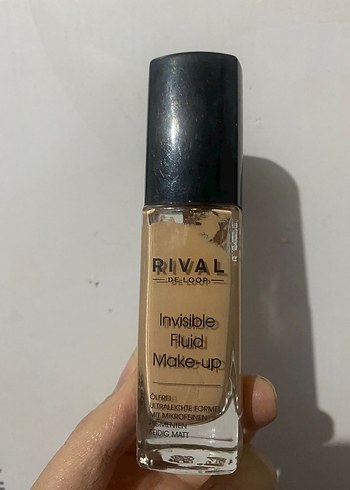 RIVAL
DE LOOP
Invisible
Fluid
Make-up
ÖLFREI
ULTRALEICHTE FORMEL
MIT MIKROFEINEN
PIGMENTEN
SEIDIG MATT